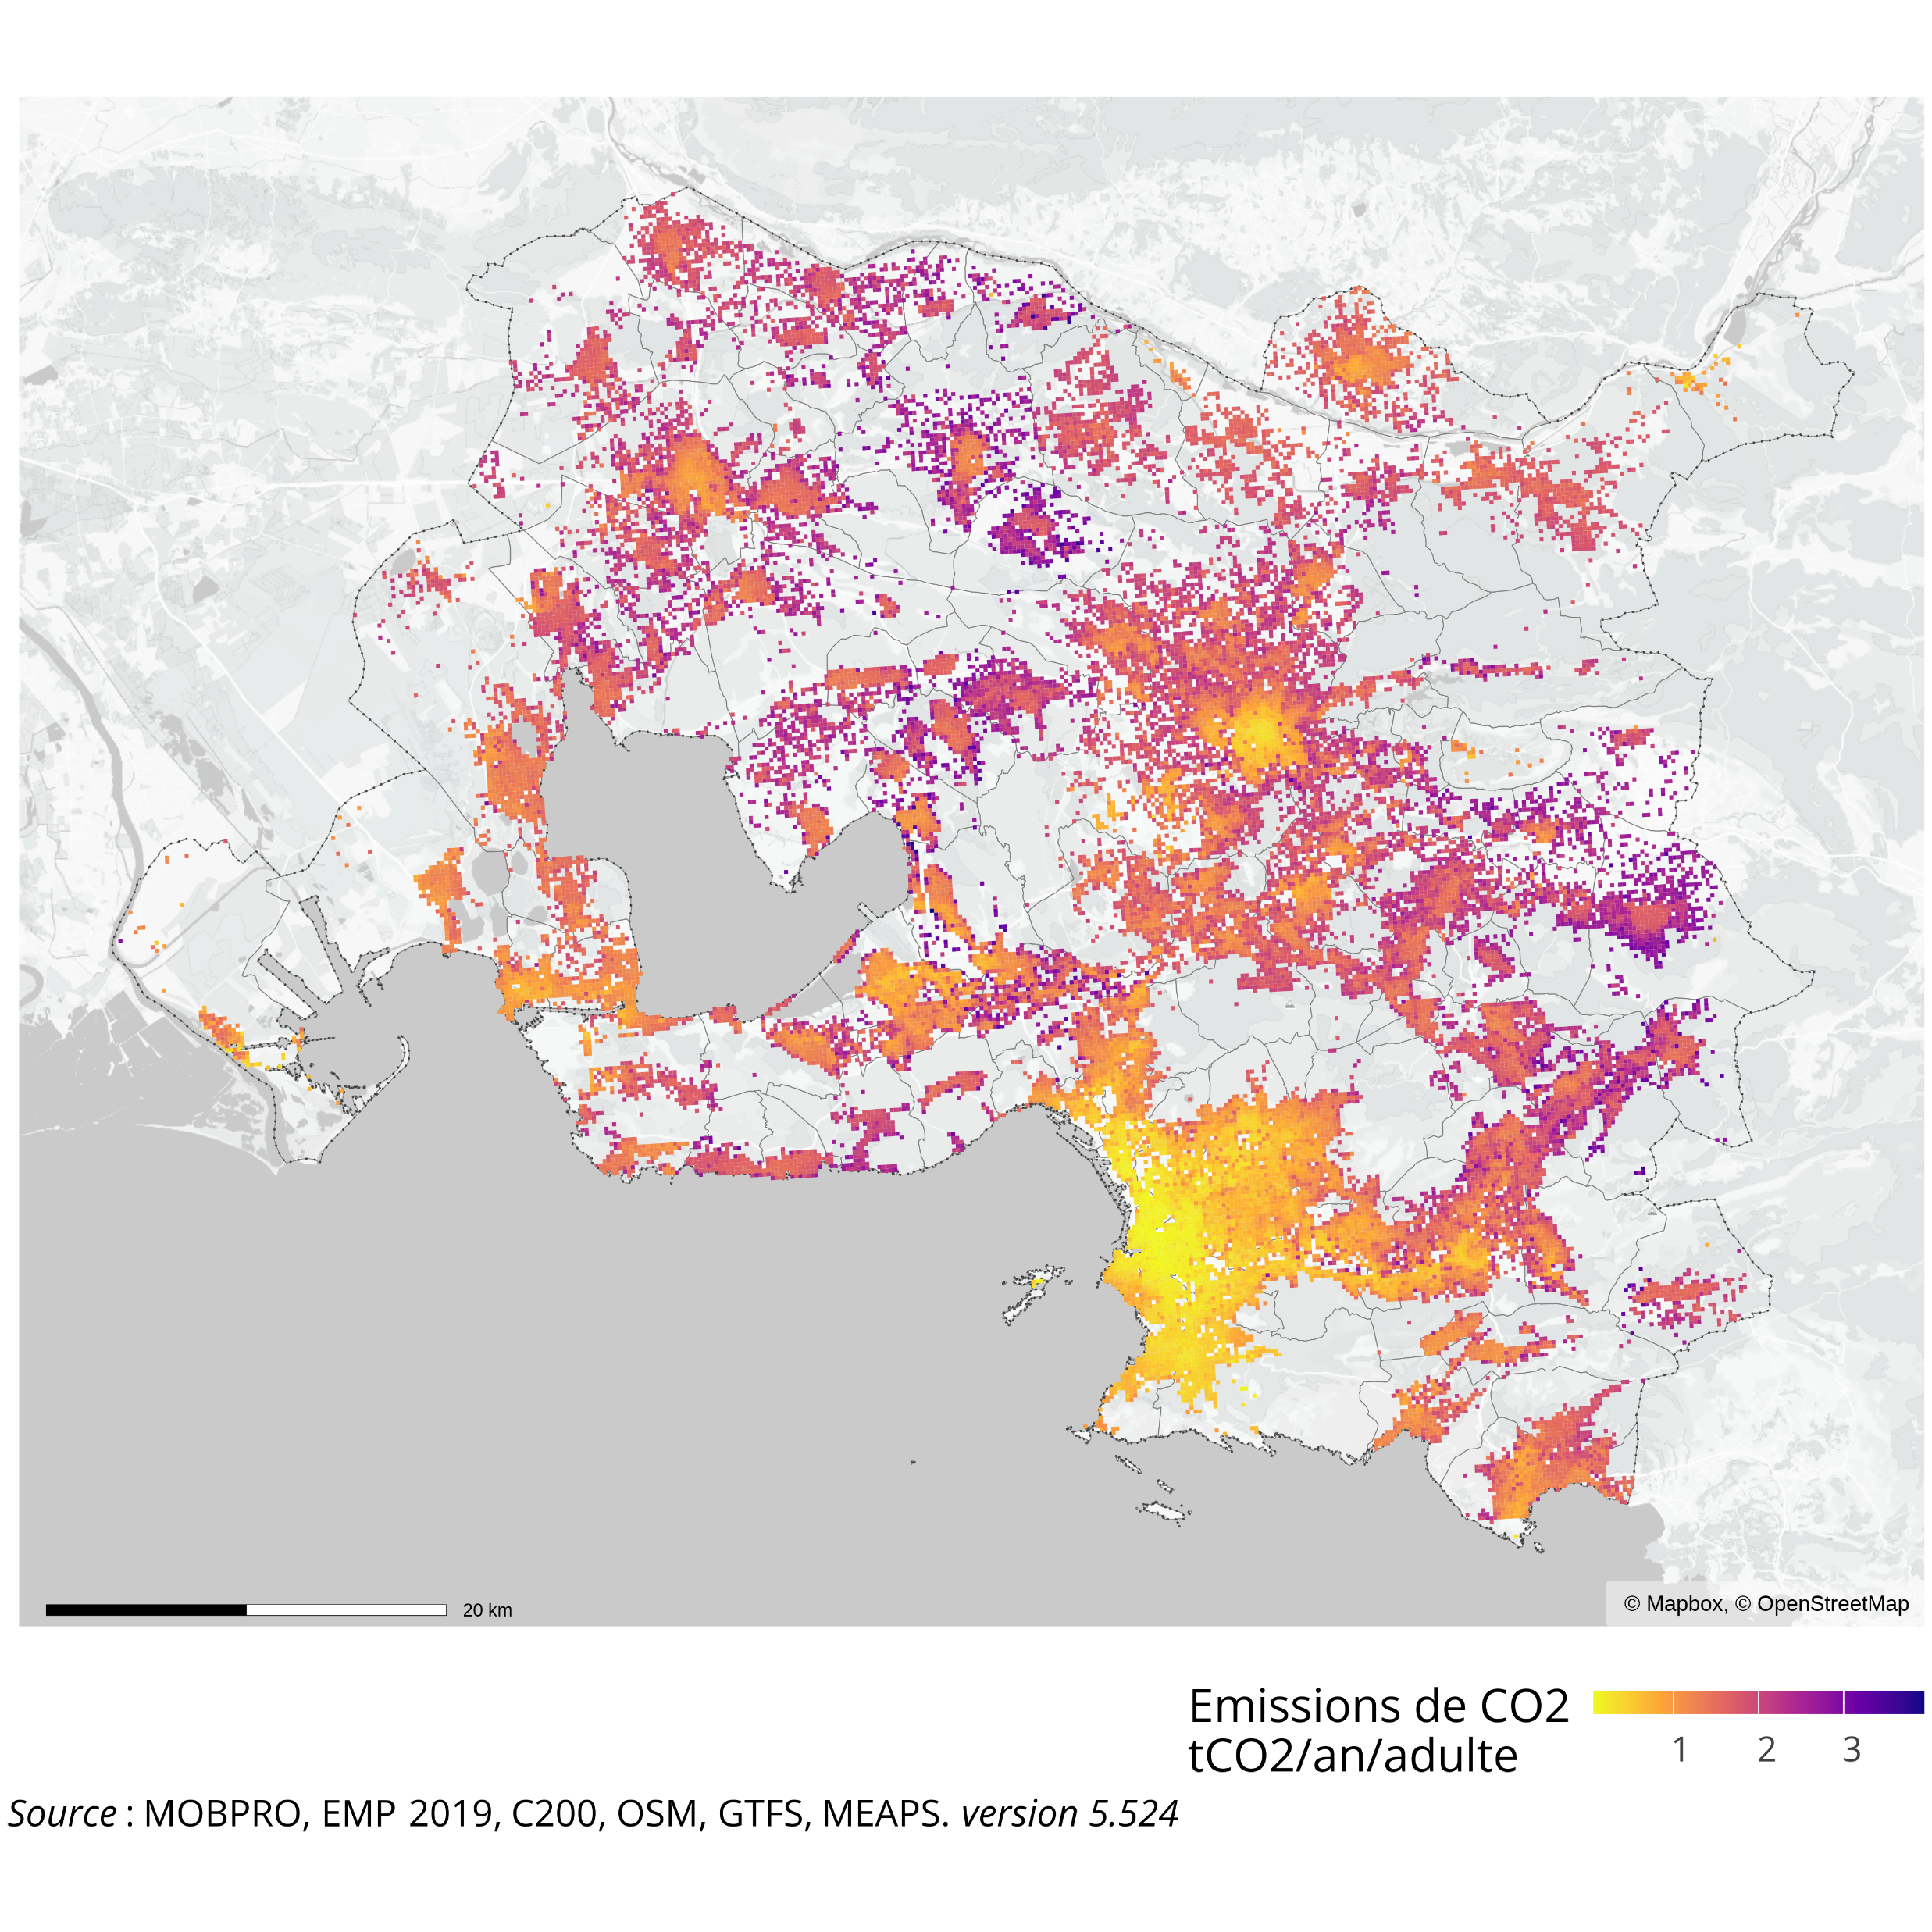 20 km
© Mapbox, © OpenStreetMap
Emissions de CO2
tCO2/an/adulte
1 2 3
Source : MOBPRO, EMP 2019, C200, OSM, GTFS, MEAPS. version 5.524